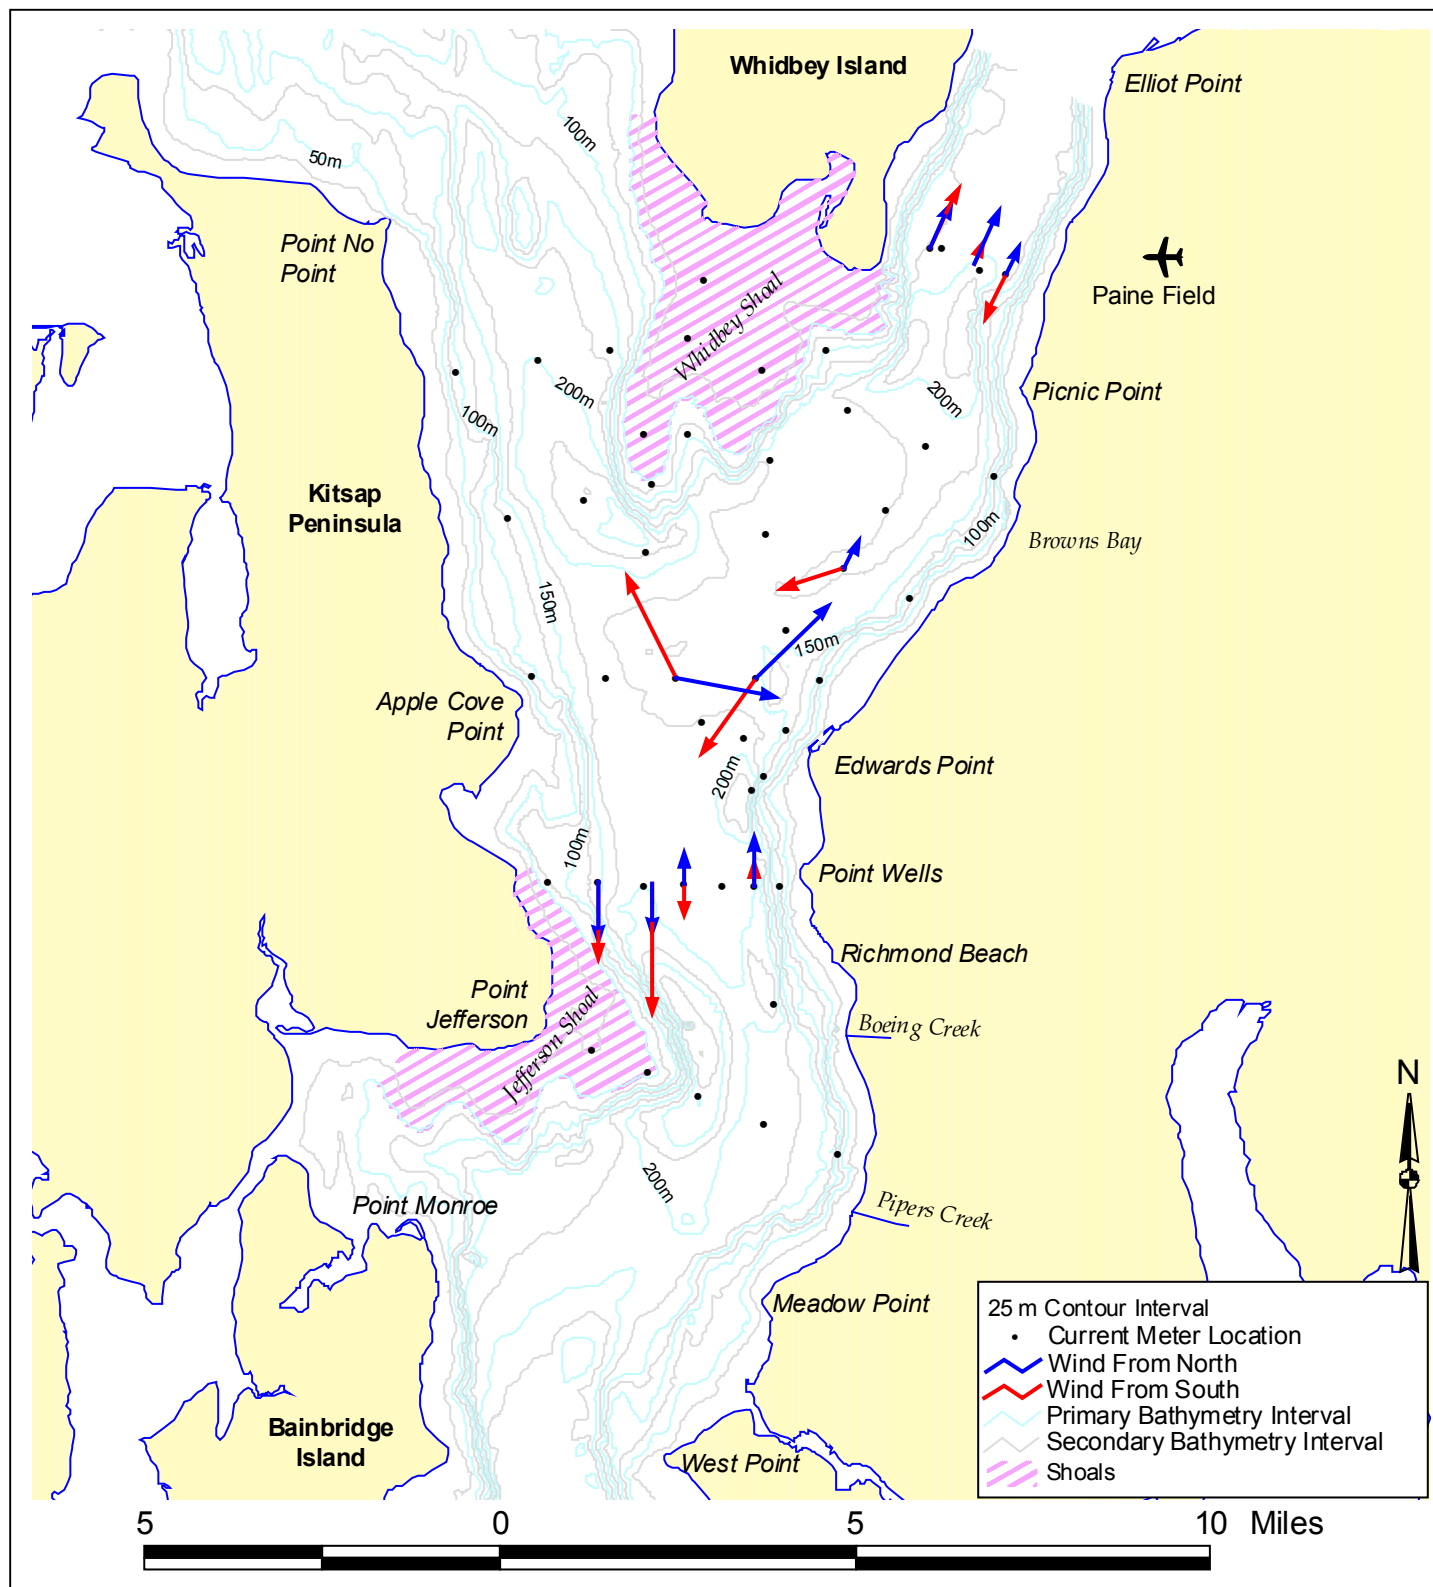 Whidbey Island
Elliot Point
100m
50m
Point No
Point
Paine Field
Whidbey Shoal
200m
200m
Picnic Point
100m
Kitsap
Peninsula
100m
Browns Bay
150m
150m
Apple Cove
Point
Edwards Point
200m
100m
Point Wells
Richmond Beach
Point
Jefferson
Jefferson Shoal
Boeing Creek
N
200m
Point Monroe
Pipers Creek
Meadow Point
25 m Contour Interval
Current Meter Location
Wind From North
Wind From South
Primary Bathymetry Interval
Secondary Bathymetry Interval
Shoals
Bainbridge
Island
West Point
5 0 5 10 Miles